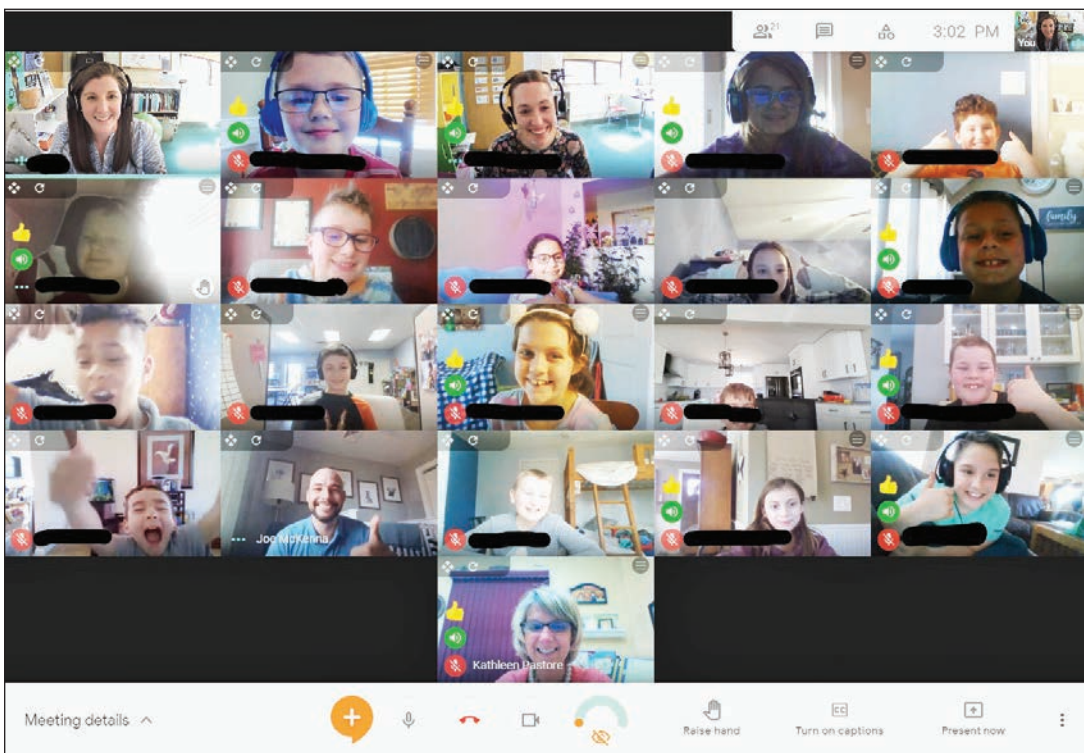 21
3:02 PM
You
family
Joe McKenna
Kathleen Pastore
Meeting details
Raise hand
CC
Turn on captions
Present now